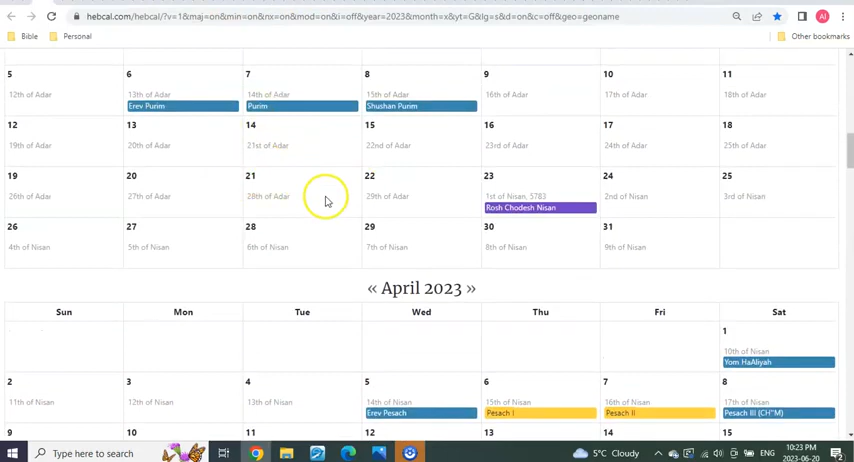 hebcal.com/hebcal/?v=1&maj=on&min=on&nx=on&mod=on&i=off&year=2023&month=x&yt=G&lg=s&d=on&c=off&geo=geoname
AI
Bible Personal Other bookmarks
5 6 7 8 9 10 11
12th of Adar 13th of Adar 14th of Adar 15th of Adar 16th of Adar 17th of Adar 18th of Adar
Erev Purim Purim Shushan Purim
12 13 14 15 16 17 18
19th of Adar 20th of Adar 21st of Adar 22nd of Adar 23rd of Adar 24th of Adar 25th of Adar
19 20 21 22 23 24 25
26th of Adar 27th of Adar 28th of Adar 29th of Adar 1st of Nisan, 5783 2nd of Nisan 3rd of Nisan
Rosh Chodesh Nisan
26 27 28 29 30 31
4th of Nisan 5th of Nisan 6th of Nisan 7th of Nisan 8th of Nisan 9th of Nisan
« April 2023 »
Sun Mon Tue Wed Thu Fri Sat
1
10th of Nisan
Yom HaAliyah
2 3 4 5 6 7 8
11th of Nisan 12th of Nisan 13th of Nisan 14th of Nisan 15th of Nisan 16th of Nisan 17th of Nisan
Erev Pesach Pesach I Pesach II Pesach III (CH"M)
9 10 11 12 13 14 15
Type here to search 5°C Cloudy ENG 10:23 PM
2023-06-20
2